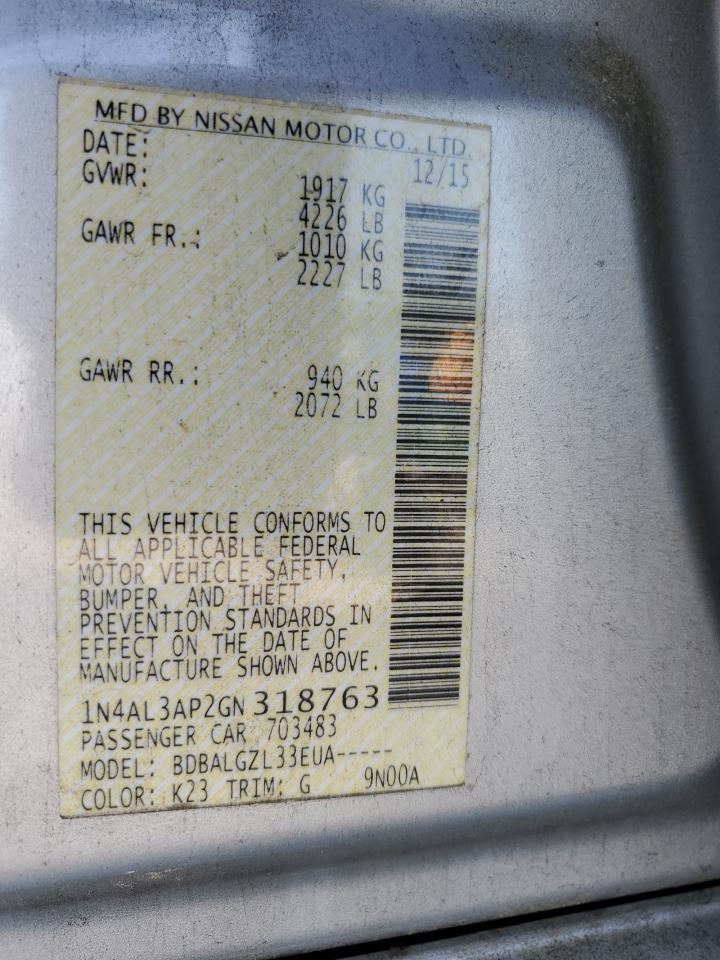 MFD BY NISSAN MOTOR CO., LTD.
DATE: 12/15
GVWR: 1917 KG
4226 LB
GAWR FR.: 1010 KG
2227 LB
GAWR RR.: 940 KG
2072 LB
THIS VEHICLE CONFORMS TO
ALL APPLICABLE FEDERAL
MOTOR VEHICLE SAFETY,
BUMPER, AND THEFT
PREVENTION STANDARDS IN
EFFECT ON THE DATE OF
MANUFACTURE SHOWN ABOVE.
1N4AL3AP2GN318763
PASSENGER CAR 703483
MODEL: BDBALGZL33EUA-----
COLOR: K23 TRIM: G 9N00A